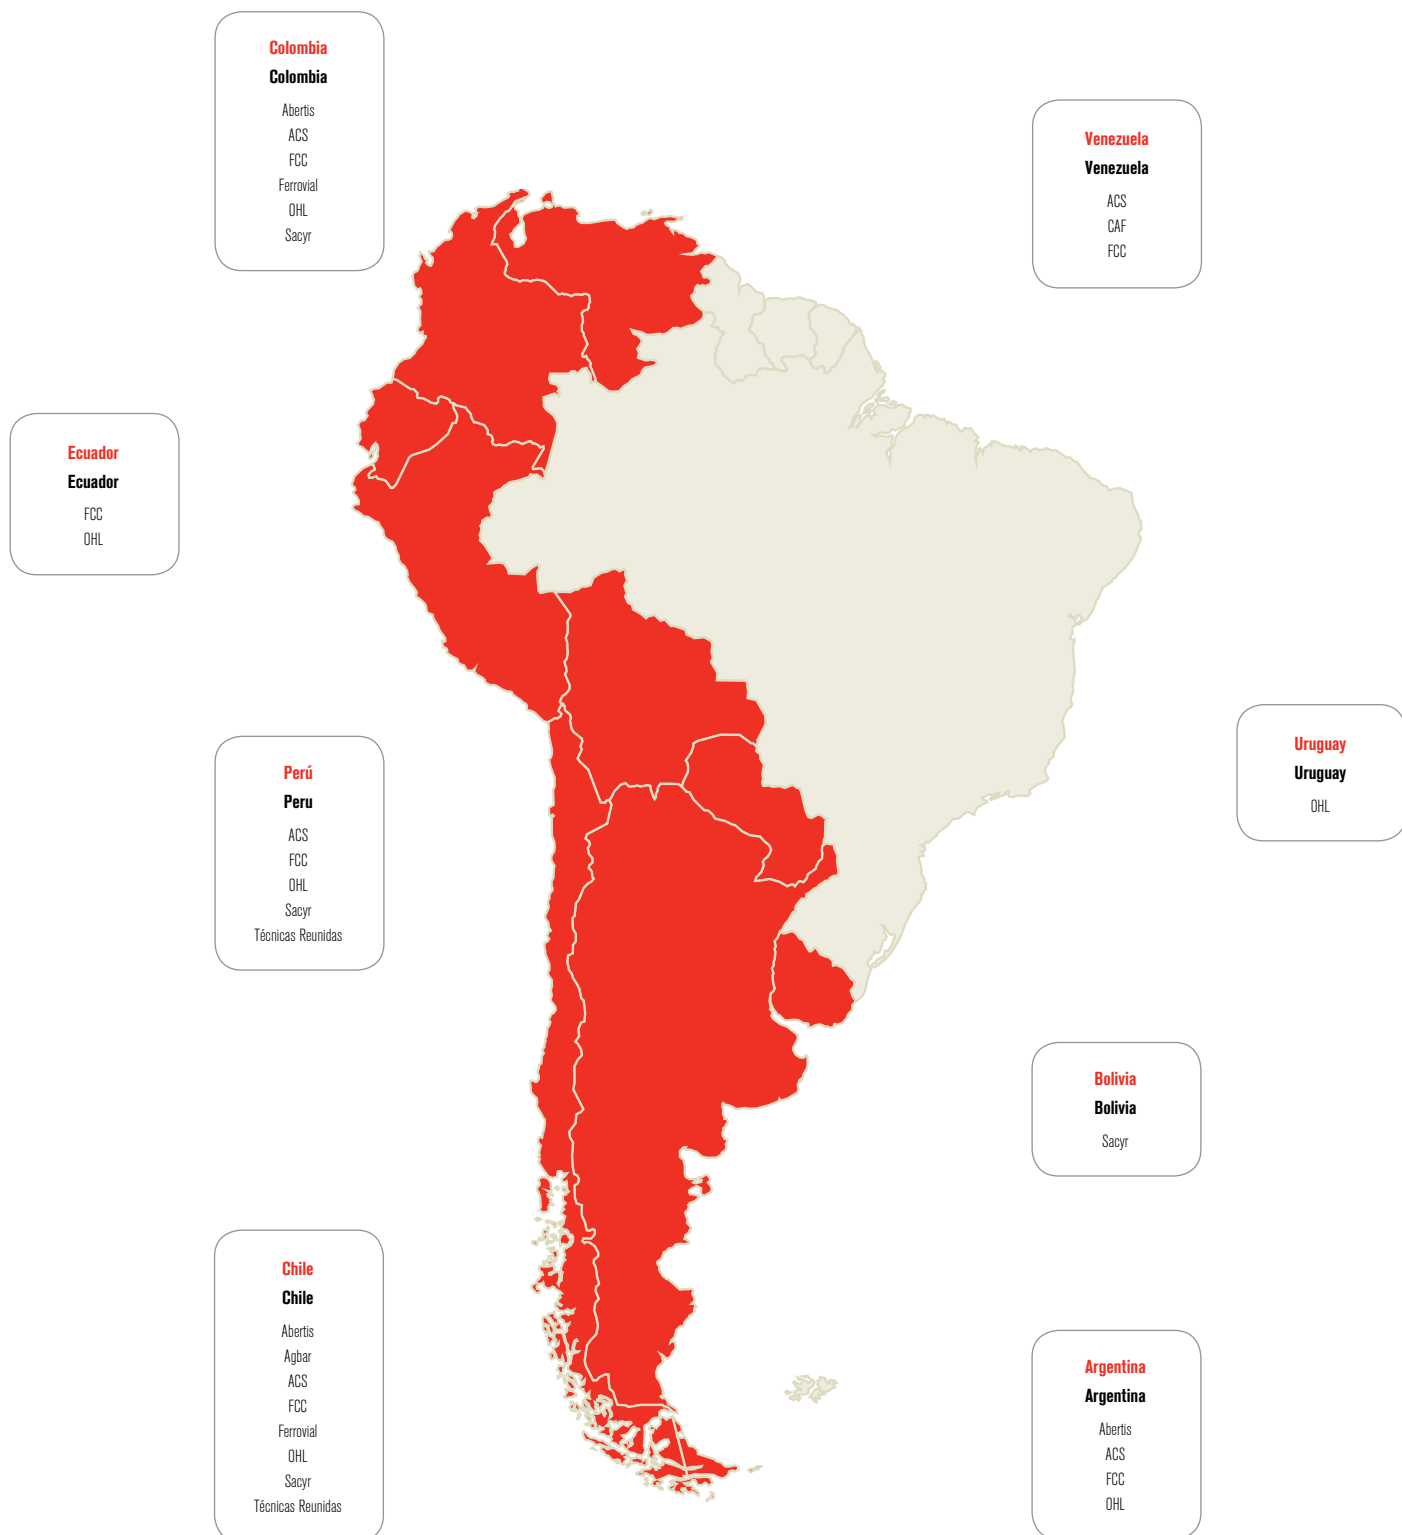 Colombia
Colombia
Abertis
ACS
FCC
Ferrovial
OHL
Sacyr
Venezuela
Venezuela
ACS
CAF
FCC
Ecuador
Ecuador
FCC
OHL
Perú
Peru
ACS
FCC
OHL
Sacyr
Técnicas Reunidas
Uruguay
Uruguay
OHL
Bolivia
Bolivia
Sacyr
Chile
Chile
Abertis
Agbar
ACS
FCC
Ferrovial
OHL
Sacyr
Técnicas Reunidas
Argentina
Argentina
Abertis
ACS
FCC
OHL